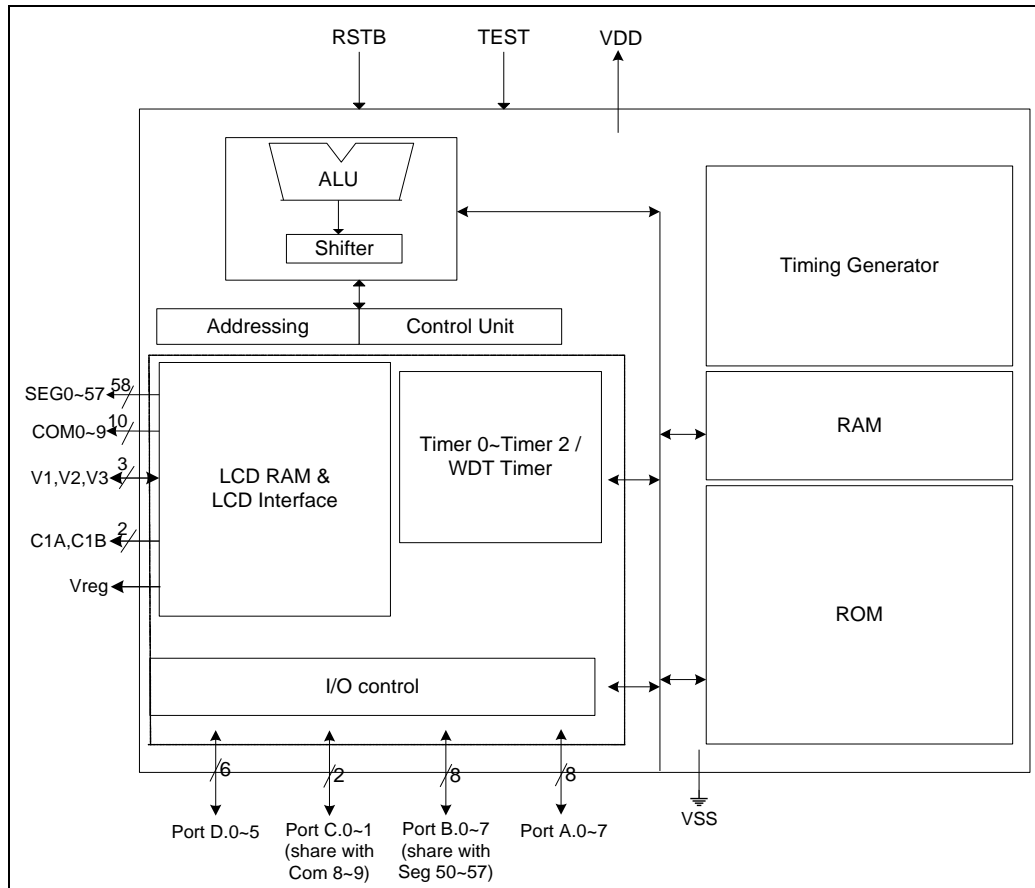 RSTB
TEST
VDD
ALU
Shifter
Timing Generator
Addressing
Control Unit
SEG0~57
58
COM0~9
10
V1,V2,V3
3
C1A,C1B
2
Vreg
LCD RAM &
LCD Interface
Timer 0~Timer 2 /
WDT Timer
RAM
ROM
I/O control
6
2
8
8
Port D.0~5
Port C.0~1
(share with
Com 8~9)
Port B.0~7
(share with
Seg 50~57)
Port A.0~7
VSS